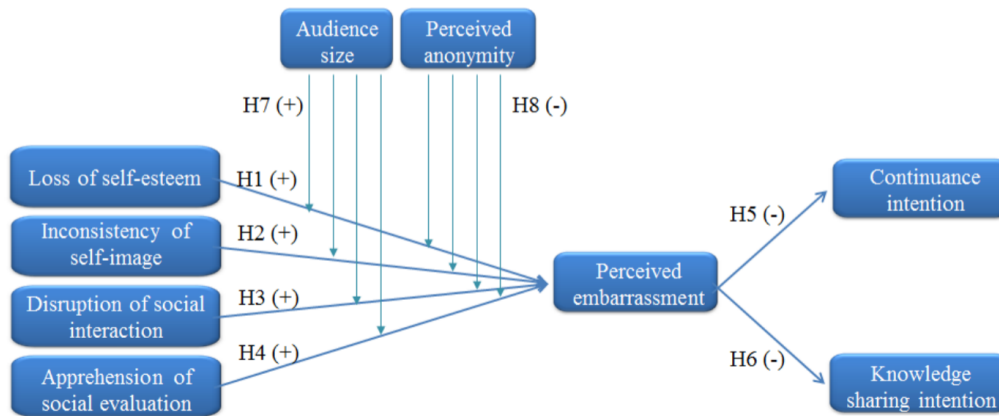 Audience
size
Perceived
anonymity
H7 (+)
H8 (-)
Loss of self-esteem
H1 (+)
Inconsistency of
self-image
H2 (+)
Disruption of social
interaction
H3 (+)
Apprehension of
social evaluation
H4 (+)
Perceived
embarrassment
H5 (-)
Continuance
intention
H6 (-)
Knowledge
sharing intention